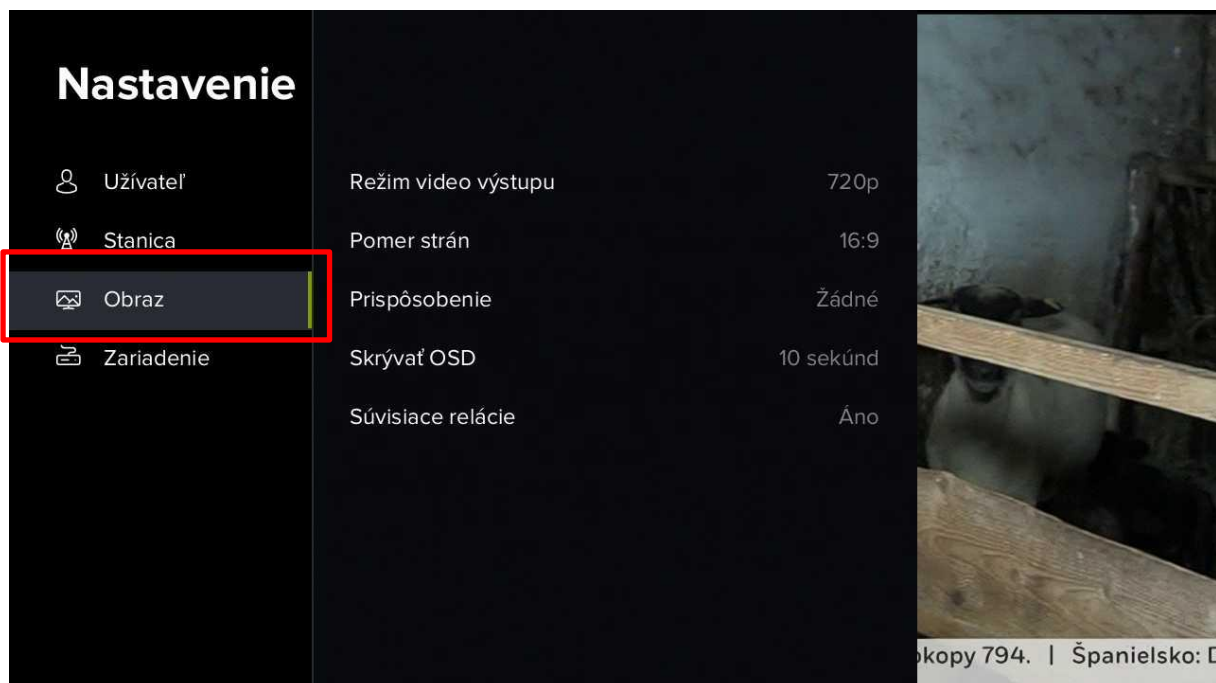 Nastavenie
Užívateľ
Stanica
Obraz
Zariadenie
Režim video výstupu 720p
Pomer strán 16:9
Prispôsobenie Žádné
Skrývať OSD 10 sekúnd
Súvisiace relácie Áno
794. | Španielsko: